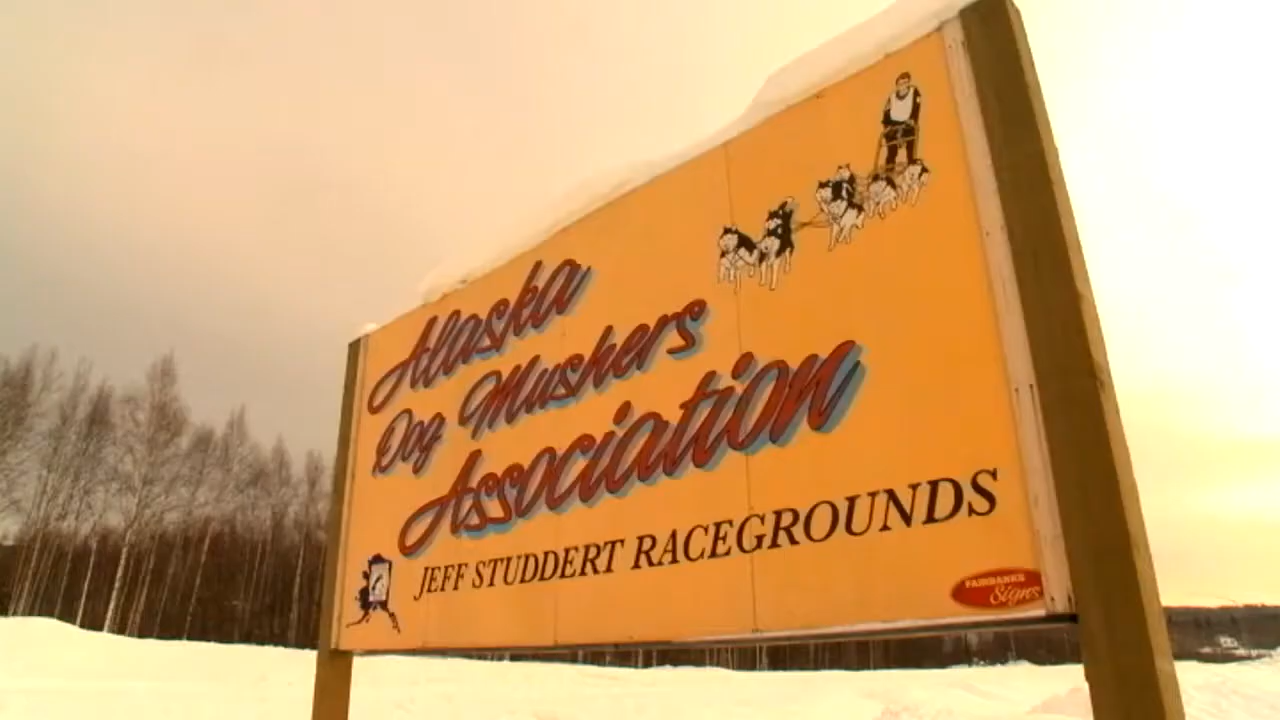 Alaska
Dog Mushers
Association
JEFF STUDDERT RACEGROUNDS
FAIRBANKS
Signs